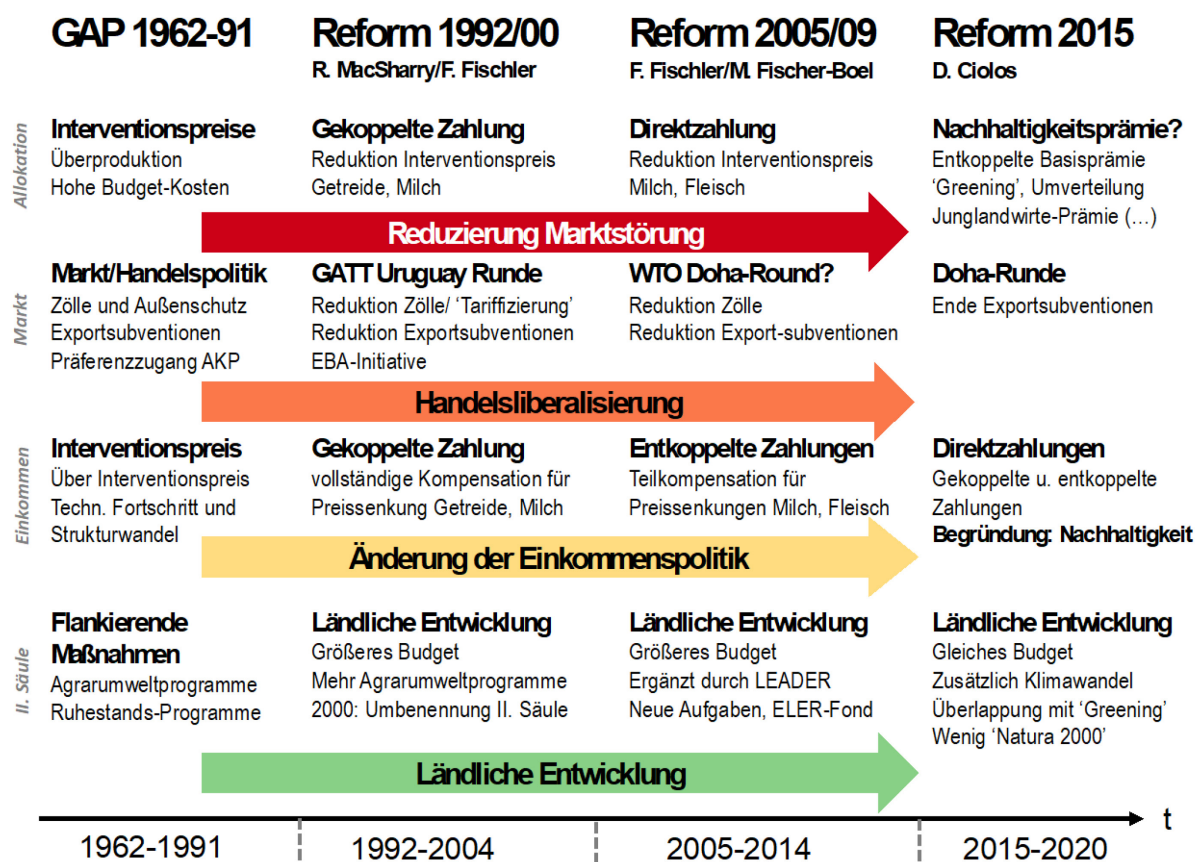 GAP 1962-91
Reform 1992/00
R. MacSharry/F. Fischler
Reform 2005/09
F. Fischler/M. Fischer-Boel
Reform 2015
D. Ciolos
Allokation
Interventionspreise
Überproduktion
Hohe Budget-Kosten
Gekoppelte Zahlung
Reduktion Interventionspreis
Getreide, Milch
Direktzahlung
Reduktion Interventionspreis
Milch, Fleisch
Nachhaltigkeitsprämie?
Entkoppelte Basisprämie
‘Greening’, Umverteilung
Junglandwirte-Prämie (…)
Reduzierung Marktstörung
Markt
Markt/Handelspolitik
Zölle und Außenschutz
Exportsubventionen
Präferenzzugang AKP
GATT Uruguay Runde
Reduktion Zölle/ ‘Tariffizierung’
Reduktion Exportsubventionen
EBA-Initiative
WTO Doha-Round?
Reduktion Zölle
Reduktion Export-subventionen
Doha-Runde
Ende Exportsubventionen
Handelsliberalisierung
Einkommen
Interventionspreis
Über Interventionspreis
Techn. Fortschritt und
Strukturwandel
Gekoppelte Zahlung
vollständige Kompensation für
Preissenkung Getreide, Milch
Entkoppelte Zahlungen
Teilkompensation für
Preissenkungen Milch, Fleisch
Direktzahlungen
Gekoppelte u. entkoppelte
Zahlungen
Begründung: Nachhaltigkeit
Änderung der Einkommenspolitik
II. Säule
Flankierende
Maßnahmen
Agrarumweltprogramme
Ruhestands-Programme
Ländliche Entwicklung
Größeres Budget
Mehr Agrarumweltprogramme
2000: Umbenennung II. Säule
Ländliche Entwicklung
Größeres Budget
Ergänzt durch LEADER
Neue Aufgaben, ELER-Fond
Ländliche Entwicklung
Gleiches Budget
Zusätzlich Klimawandel
Überlappung mit ‘Greening’
Wenig ‘Natura 2000’
Ländliche Entwicklung
t
1962-1991
1992-2004
2005-2014
2015-2020